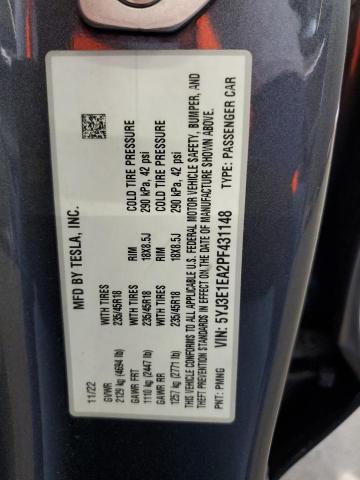 MFD BY TESLA, INC.
11/22
GVWR WITH TIRES RIM COLD TIRE PRESSURE
2129 kg (4694 lb) 235/45R18 18X8.5J 290 kPa, 42 psi
GAWR FRT WITH TIRES RIM COLD TIRE PRESSURE
1110 kg (2447 lb) 235/45R18 18X8.5J 290 kPa, 42 psi
GAWR RR
1257 kg (2771 lb)
THIS VEHICLE CONFORMS TO ALL APPLICABLE U.S. FEDERAL MOTOR VEHICLE SAFETY, BUMPER, AND
THEFT PREVENTION STANDARDS IN EFFECT ON THE DATE OF MANUFACTURE SHOWN ABOVE.
VIN: 5YJ3E1EA2PF431148 TYPE: PASSENGER CAR
PNT: PMNG